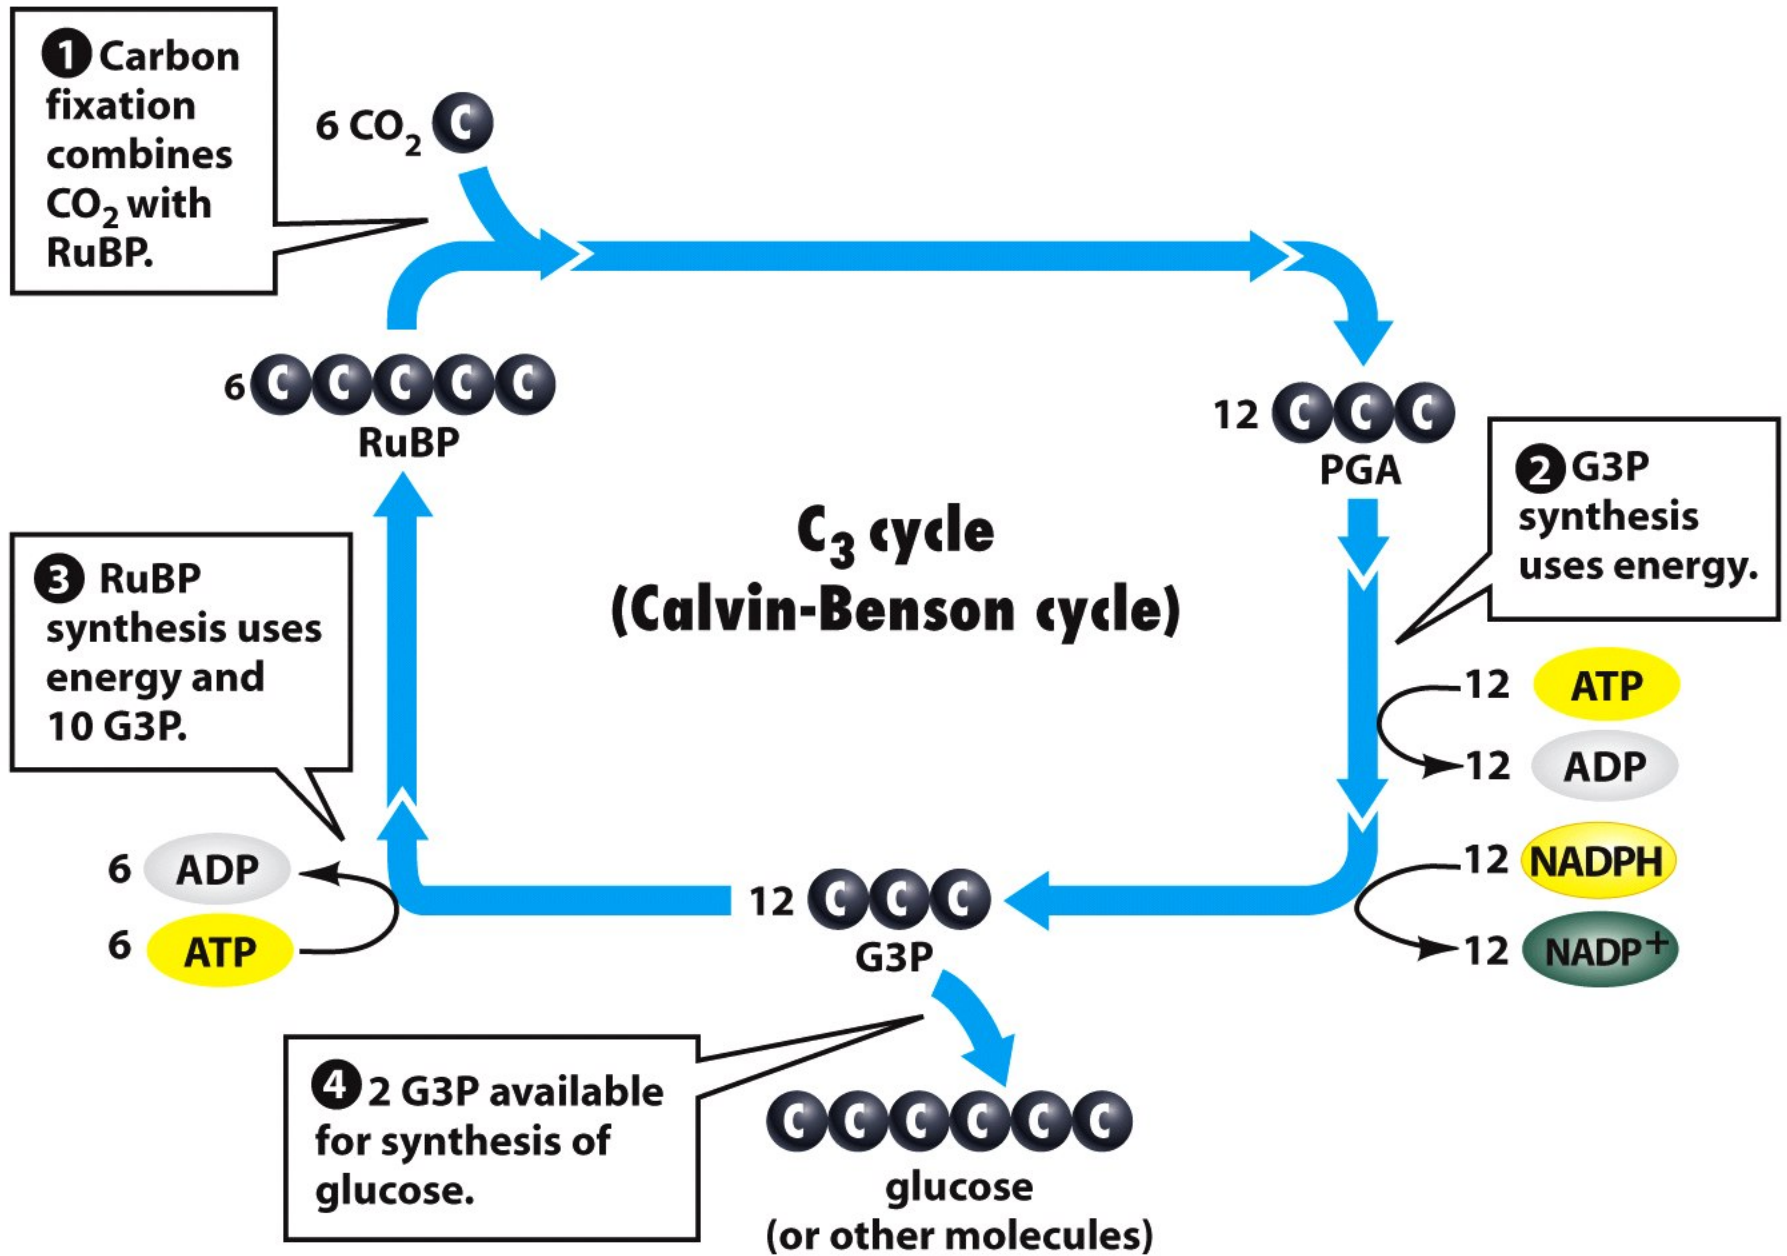 1 Carbon
fixation
combines
CO₂ with
RuBP.
6 CO₂ C
6 C C C C C
RuBP
12 C C C
PGA
2 G3P
synthesis
uses energy.
C₃ cycle
(Calvin-Benson cycle)
3 RuBP
synthesis uses
energy and
10 G3P.
12 ATP
12 ADP
12 NADPH
12 NADP⁺
6 ADP
6 ATP
12 C C C
G3P
4 2 G3P available
for synthesis of
glucose.
C C C C C C
glucose
(or other molecules)